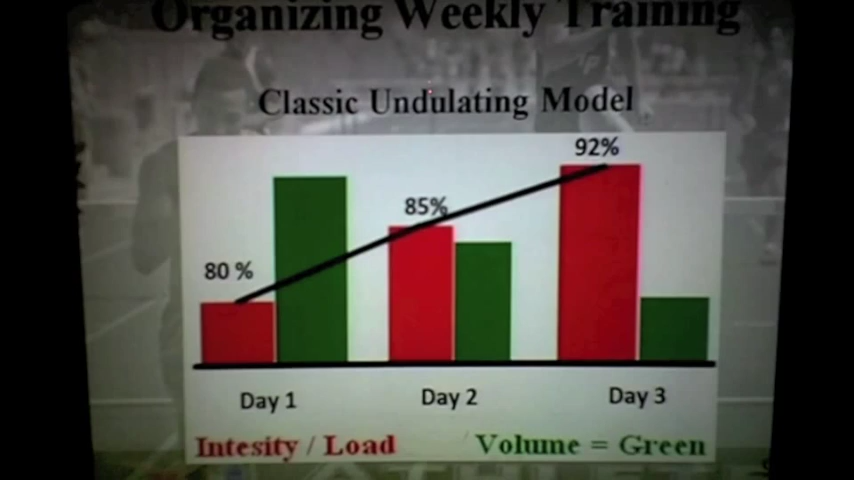 Organizing Weekly Training
Classic Undulating Model
92%
85%
80 %
Day 1 Day 2 Day 3
Intesity / Load Volume = Green